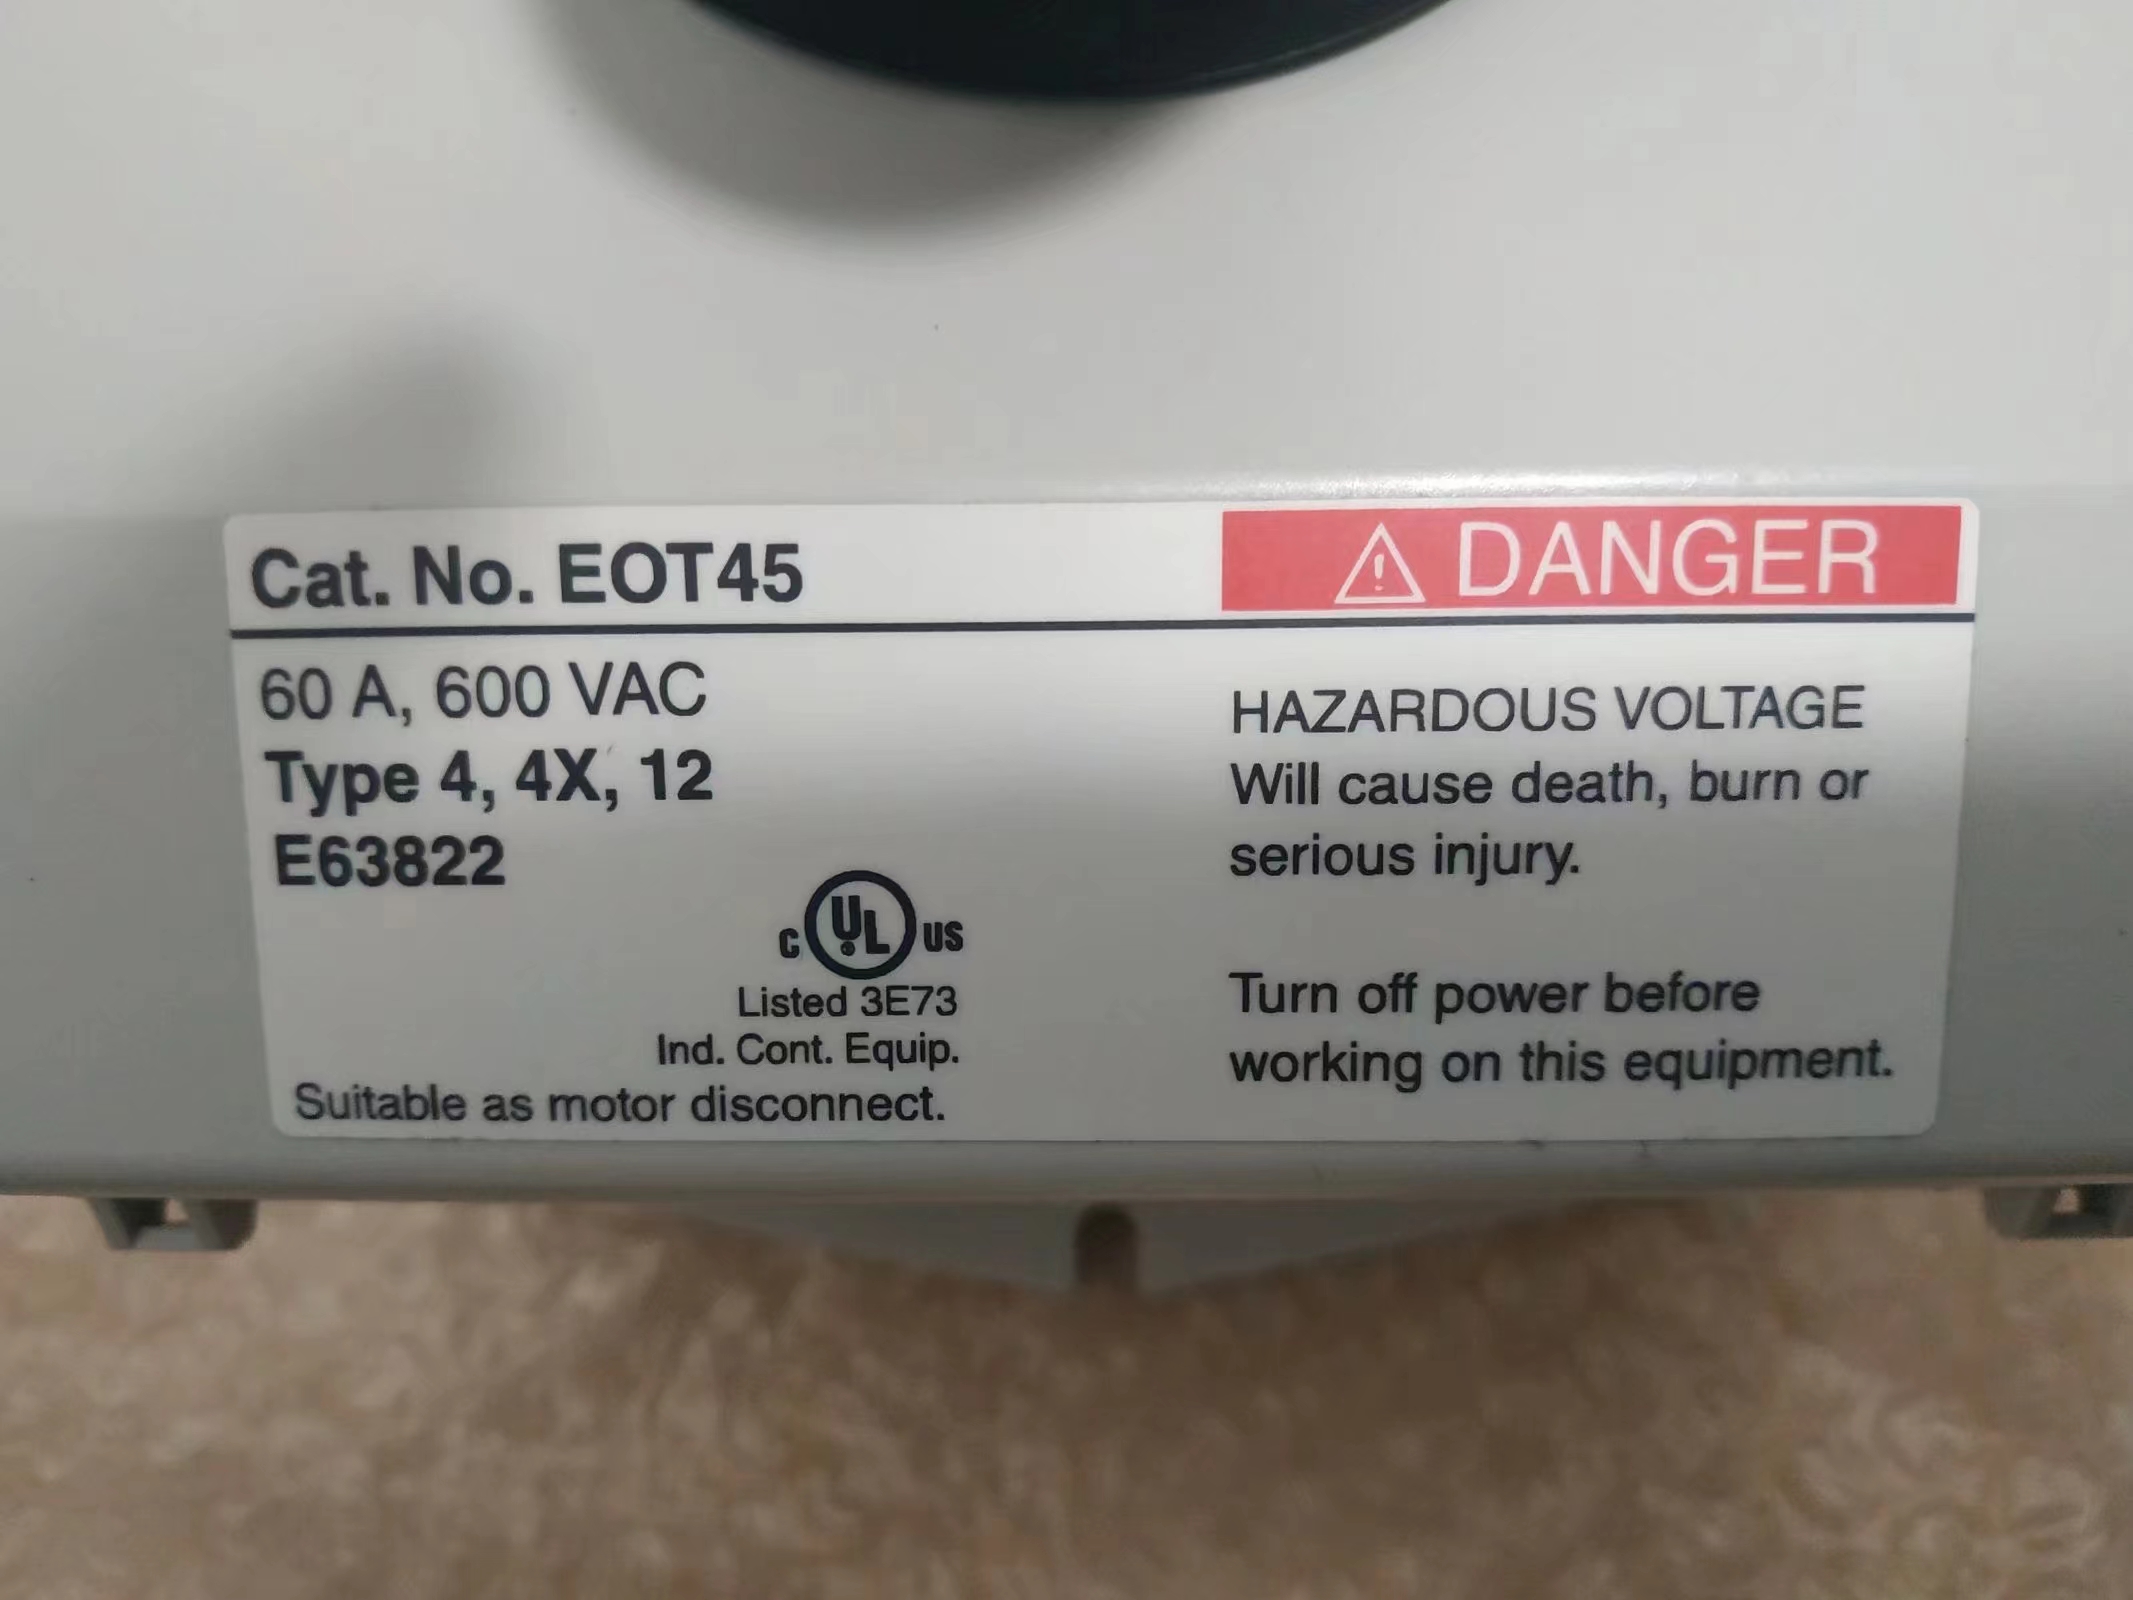 Cat. No. EOT45
60 A, 600 VAC
Type 4, 4X, 12
E63822
C UL US
Listed 3E73
Ind. Cont. Equip.
Suitable as motor disconnect.
DANGER
HAZARDOUS VOLTAGE
Will cause death, burn or
serious injury.
Turn off power before
working on this equipment.